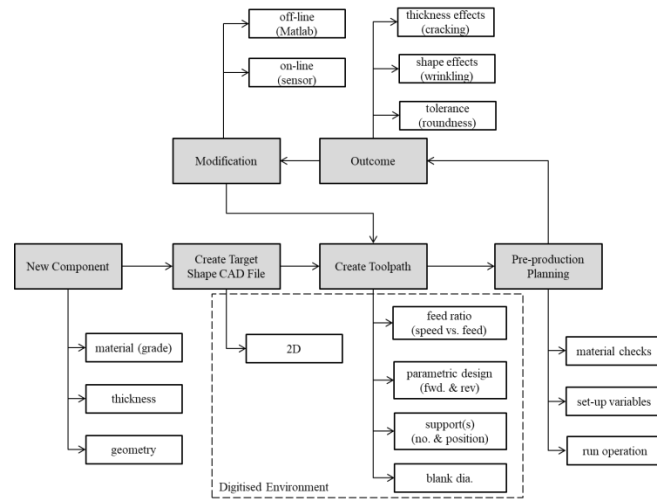 off-line
(Matlab)
on-line
(sensor)
thickness effects
(cracking)
shape effects
(wrinkling)
tolerance
(roundness)
Modification
Outcome
New Component
Create Target
Shape CAD File
Create Toolpath
Pre-production
Planning
material (grade)
thickness
geometry
2D
feed ratio
(speed vs. feed)
parametric design
(fwd. & rev)
support(s)
(no. & position)
blank dia.
Digitised Environment
material checks
set-up variables
run operation